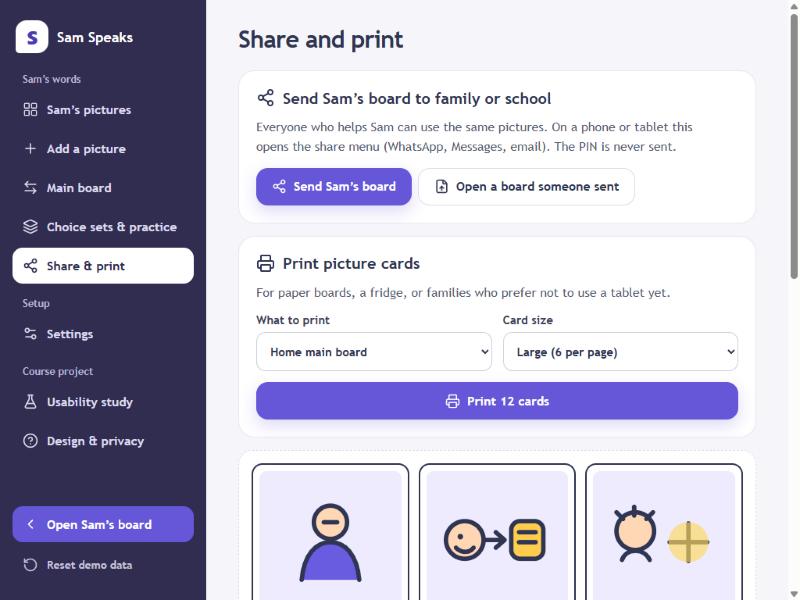 S Sam Speaks
Sam's words
Sam's pictures
Add a picture
Main board
Choice sets & practice
Share & print
Setup
Settings
Course project
Usability study
Design & privacy
Open Sam's board
Reset demo data
Share and print
Send Sam's board to family or school
Everyone who helps Sam can use the same pictures. On a phone or tablet this
opens the share menu (WhatsApp, Messages, email). The PIN is never sent.
Send Sam's board
Open a board someone sent
Print picture cards
For paper boards, a fridge, or families who prefer not to use a tablet yet.
What to print
Card size
Home main board
Large (6 per page)
Print 12 cards